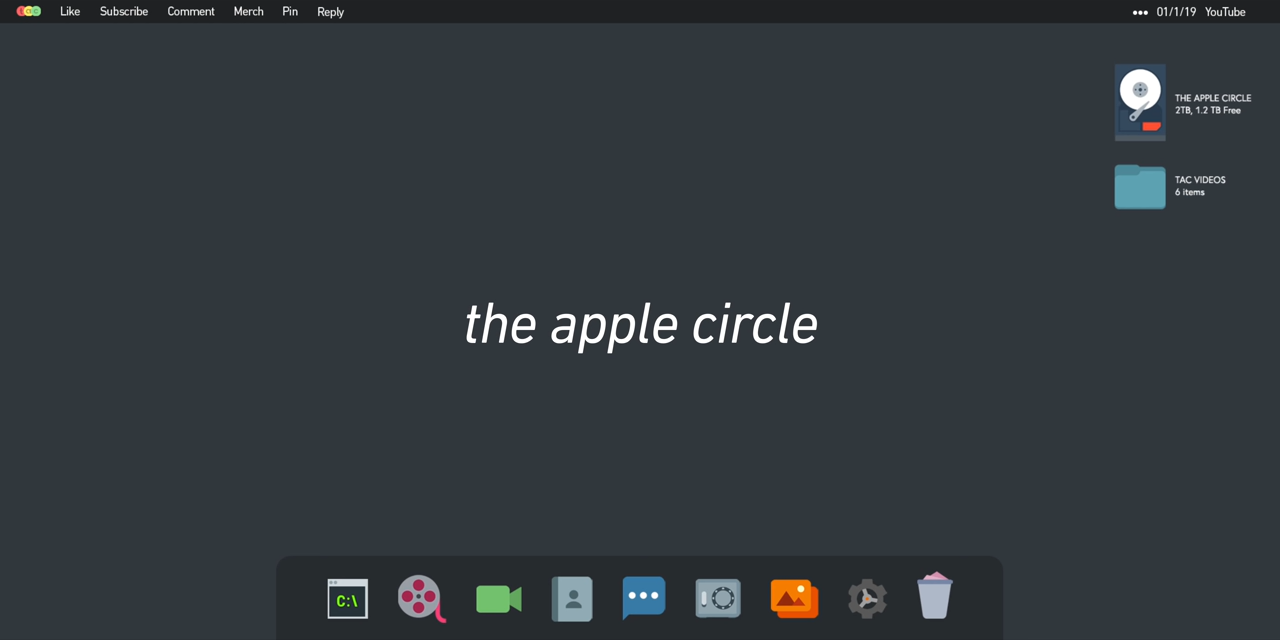 tac Like Subscribe Comment Merch Pin Reply ••• 01/1/19 YouTube
THE APPLE CIRCLE
2TB, 1.2 TB Free
TAC VIDEOS
6 items
the apple circle
C:\